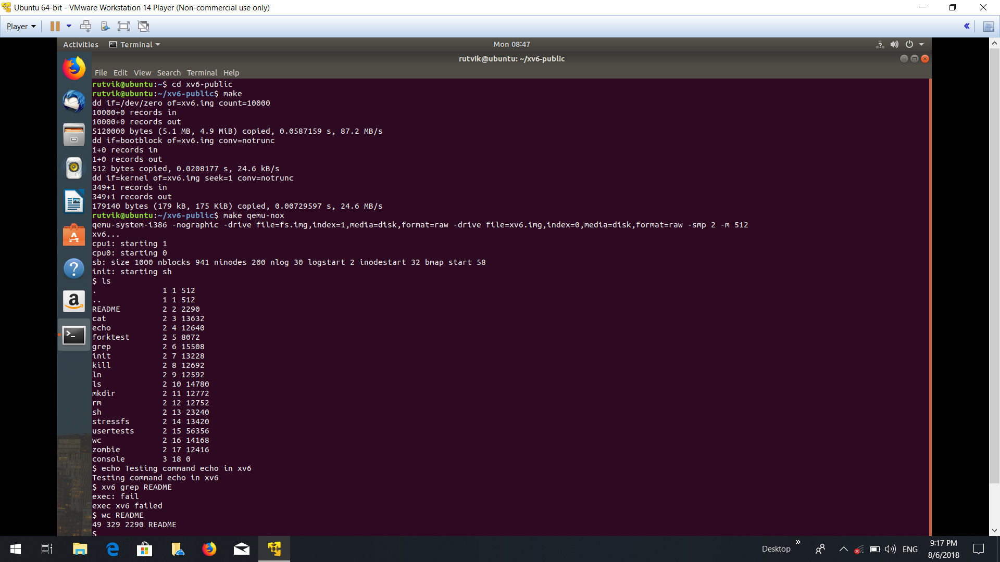 Ubuntu 64-bit - VMware Workstation 14 Player (Non-commercial use only)
Player
Activities Terminal Mon 08:47
rutvik@ubuntu: ~/xv6-public
File Edit View Search Terminal Help
rutvik@ubuntu:~$ cd xv6-public
rutvik@ubuntu:~/xv6-public$ make
dd if=/dev/zero of=xv6.img count=10000
10000+0 records in
10000+0 records out
5120000 bytes (5.1 MB, 4.9 MiB) copied, 0.0587159 s, 87.2 MB/s
dd if=bootblock of=xv6.img conv=notrunc
1+0 records in
1+0 records out
512 bytes copied, 0.0208177 s, 24.6 kB/s
dd if=kernel of=xv6.img seek=1 conv=notrunc
349+1 records in
349+1 records out
179140 bytes (179 kB, 175 KiB) copied, 0.00729597 s, 24.6 MB/s
rutvik@ubuntu:~/xv6-public$ make qemu-nox
qemu-system-i386 -nographic -drive file=fs.img,index=1,media=disk,format=raw -drive file=xv6.img,index=0,media=disk,format=raw -smp 2 -m 512
xv6...
cpu1: starting 1
cpu0: starting 0
sb: size 1000 nblocks 941 ninodes 200 nlog 30 logstart 2 inodestart 32 bmap start 58
init: starting sh
$ ls
. 1 1 512
.. 1 1 512
README 2 2 2290
cat 2 3 13632
echo 2 4 12640
forktest 2 5 8072
grep 2 6 15508
init 2 7 13228
kill 2 8 12692
ln 2 9 12592
ls 2 10 14780
mkdir 2 11 12772
rm 2 12 12752
sh 2 13 23240
stressfs 2 14 13420
usertests 2 15 56356
wc 2 16 14168
zombie 2 17 12416
console 3 18 0
$ echo Testing command echo in xv6
Testing command echo in xv6
$ xv6 grep README
exec: fail
exec xv6 failed
$ wc README
49 329 2290 README
$
Desktop » ENG 9:17 PM
8/6/2018